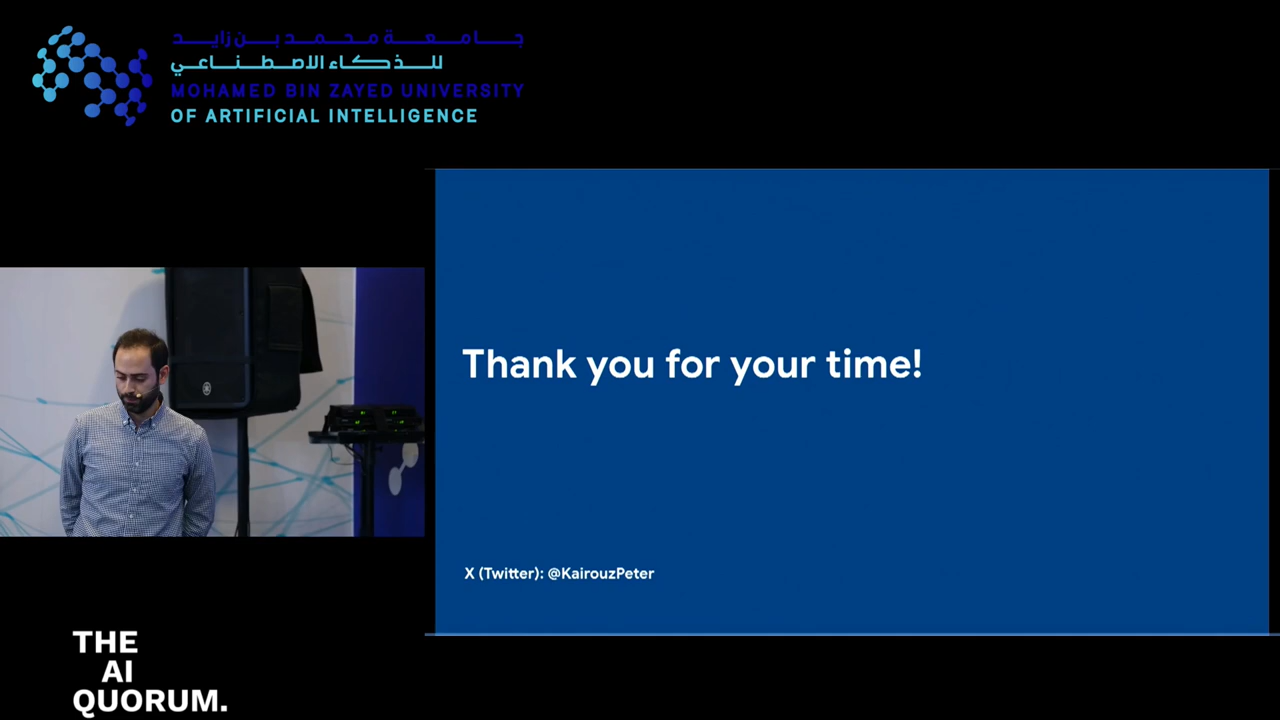 جامعة محمد بن زايد
للذكاء الاصطناعي
MOHAMED BIN ZAYED UNIVERSITY
OF ARTIFICIAL INTELLIGENCE
Thank you for your time!
X (Twitter): @KairouzPeter
THE
AI
QUORUM.